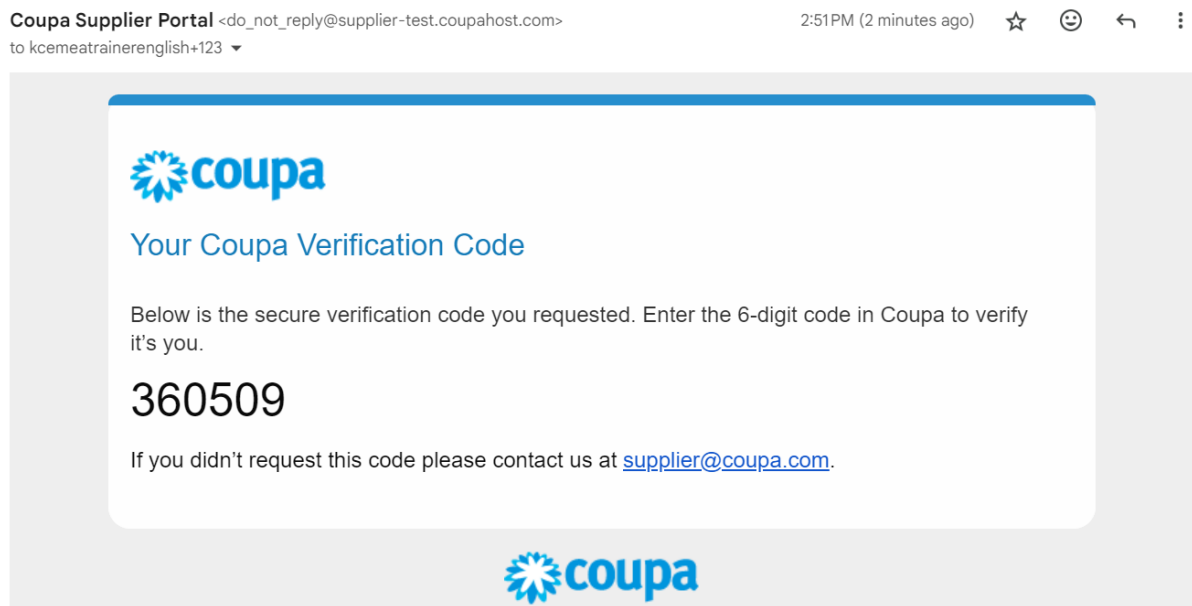 Coupa Supplier Portal <do_not_reply@supplier-test.coupahost.com> 2:51 PM (2 minutes ago)
to kcemeatrainerenglish+123
coupa
Your Coupa Verification Code
Below is the secure verification code you requested. Enter the 6-digit code in Coupa to verify
it's you.
360509
If you didn't request this code please contact us at supplier@coupa.com.
coupa